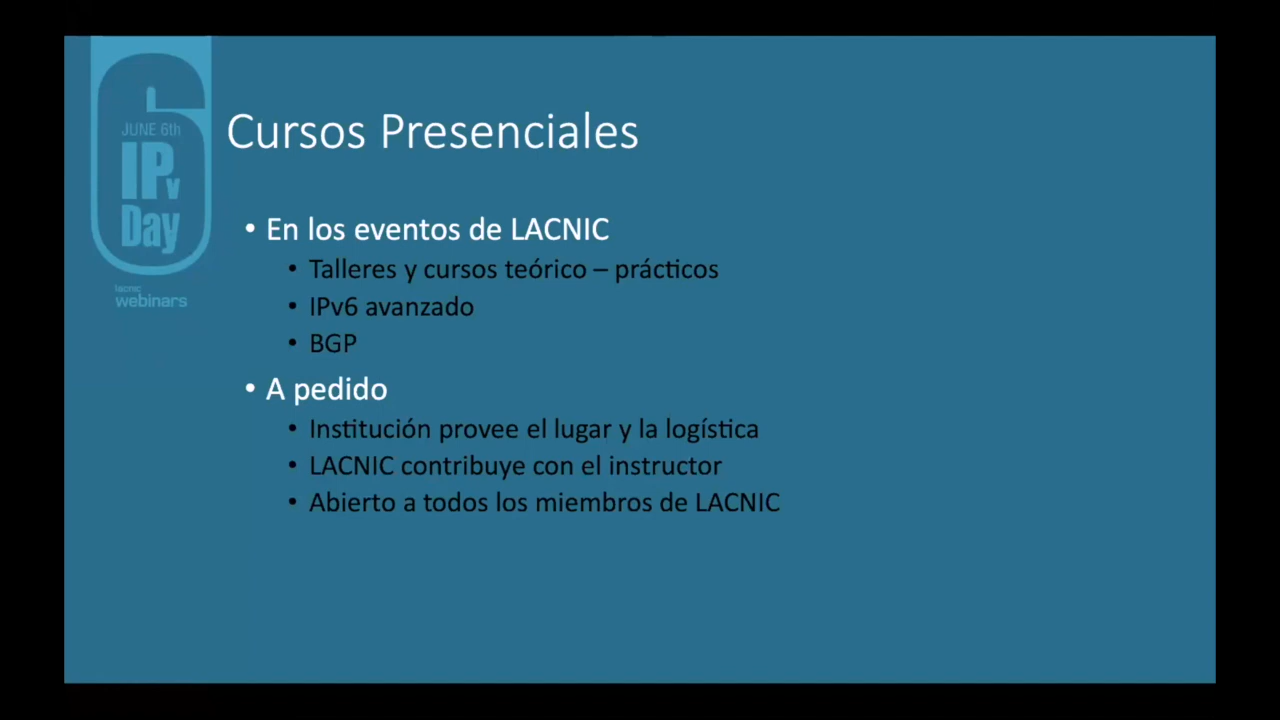 JUNE 6th
IPv
Day
lacnic
webinars
Cursos Presenciales
• En los eventos de LACNIC
• Talleres y cursos teórico – prácticos
• IPv6 avanzado
• BGP
• A pedido
• Institución provee el lugar y la logística
• LACNIC contribuye con el instructor
• Abierto a todos los miembros de LACNIC